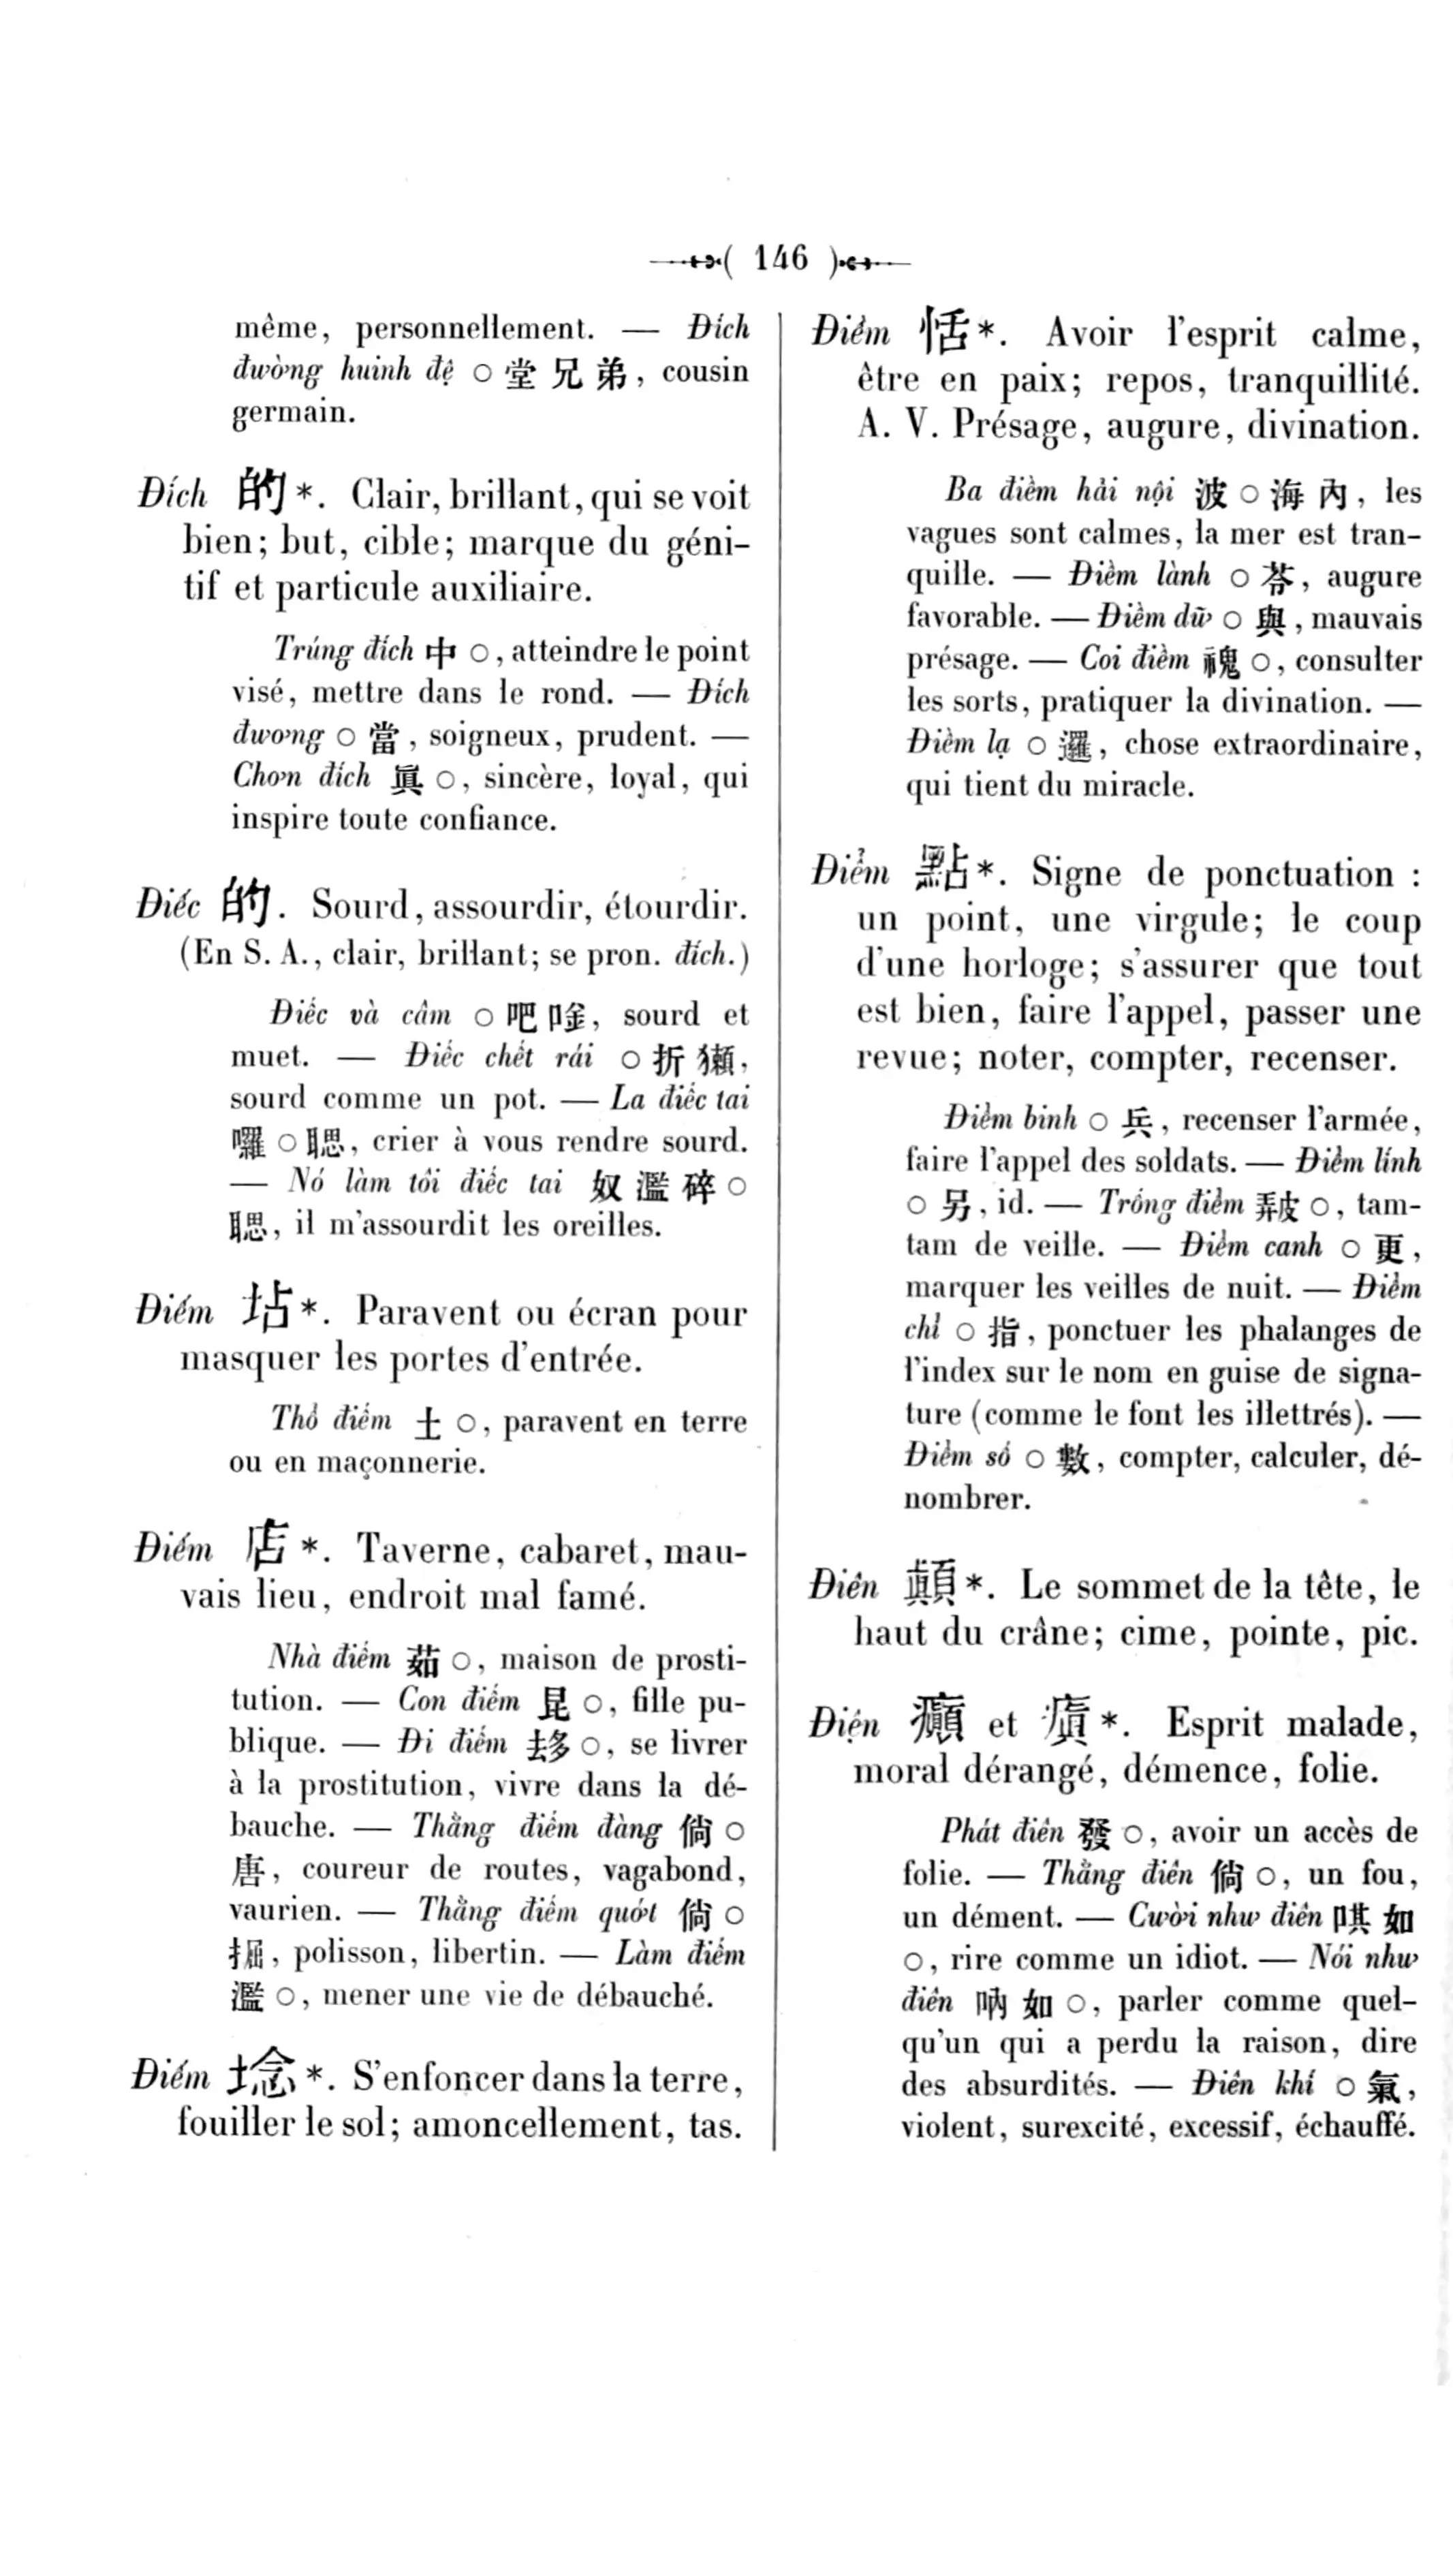 ( 146 )
même, personnellement. — Đích
đường huinh đệ ○ 堂 兄 弟, cousin
germain.
Đích 的 *. Clair, brillant, qui se voit
bien; but, cible; marque du géni-
tif et particule auxiliaire.
Trúng đích 中 ○, atteindre le point
visé, mettre dans le rond. — Đích
đương ○ 當, soigneux, prudent. —
Chơn đích 眞 ○, sincère, loyal, qui
inspire toute confiance.
Điếc 的. Sourd, assourdir, étourdir.
(En S. A., clair, brillant; se pron. đích.)
Điếc và câm ○ 吧 唫, sourd et
muet. — Điếc chết rái ○ 折 獺,
sourd comme un pot. — La điếc tai
囉 ○ 聰, crier à vous rendre sourd.
— Nó làm tôi điếc tai 奴 濫 碎 ○
聰, il m'assourdit les oreilles.
Điếm 坫 *. Paravent ou écran pour
masquer les portes d'entrée.
Thổ điếm 土 ○, paravent en terre
ou en maçonnerie.
Điếm 店 *. Taverne, cabaret, mau-
vais lieu, endroit mal famé.
Nhà điếm 茹 ○, maison de prosti-
tution. — Con điếm 昆 ○, fille pu-
blique. — Đi điếm 𠫾 ○, se livrer
à la prostitution, vivre dans la dé-
bauche. — Thằng điếm đàng 倘 ○
唐, coureur de routes, vagabond,
vaurien. — Thằng điếm quớt 倘 ○
掘, polisson, libertin. — Làm điếm
濫 ○, mener une vie de débauché.
Điếm 埝 *. S'enfoncer dans la terre,
fouiller le sol; amoncellement, tas.
Điềm 恬 *. Avoir l'esprit calme,
être en paix; repos, tranquillité.
A. V. Présage, augure, divination.
Ba điềm hải nội 波 ○ 海 內, les
vagues sont calmes, la mer est tran-
quille. — Điềm lành ○ 苓, augure
favorable. — Điềm dữ ○ 與, mauvais
présage. — Coi điềm ○, consulter
les sorts, pratiquer la divination. —
Điềm lạ ○ 邏, chose extraordinaire,
qui tient du miracle.
Điểm 點 *. Signe de ponctuation :
un point, une virgule; le coup
d'une horloge; s'assurer que tout
est bien, faire l'appel, passer une
revue; noter, compter, recenser.
Điểm binh ○ 兵, recenser l'armée,
faire l'appel des soldats. — Điểm lính
○ 另, id. — Trống điểm ○, tam-
tam de veille. — Điểm canh ○ 更,
marquer les veilles de nuit. — Điểm
chỉ ○ 指, ponctuer les phalanges de
l'index sur le nom en guise de signa-
ture (comme le font les illettrés). —
Điểm số ○ 數, compter, calculer, dé-
nombrer.
Điên 顚 *. Le sommet de la tête, le
haut du crâne; cime, pointe, pic.
Điện 癲 et 瘨 *. Esprit malade,
moral dérangé, démence, folie.
Phát điên 發 ○, avoir un accès de
folie. — Thằng điên 倘 ○, un fou,
un dément. — Cười như điên 唭 如
○, rire comme un idiot. — Nói như
điên 吶 如 ○, parler comme quel-
qu'un qui a perdu la raison, dire
des absurdités. — Điên khí ○ 氣,
violent, surexcité, excessif, échauffé.